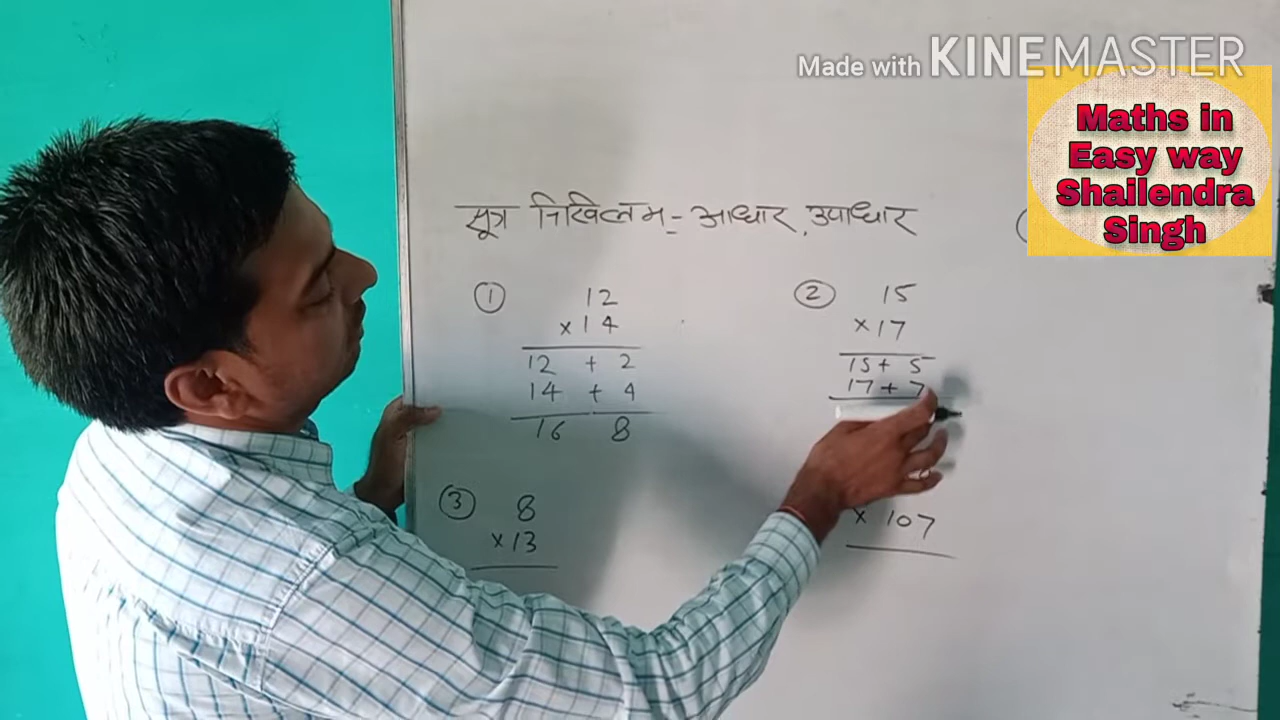 Made with KINEMASTER
Maths in
Easy way
Shailendra
Singh
सूत्र निखिलम - आधार, उपाधार
① 12
× 14
12 + 2
14 + 4
16 8
② 15
× 17
15 + 5
17 + 7
③ 8
× 13
× 107